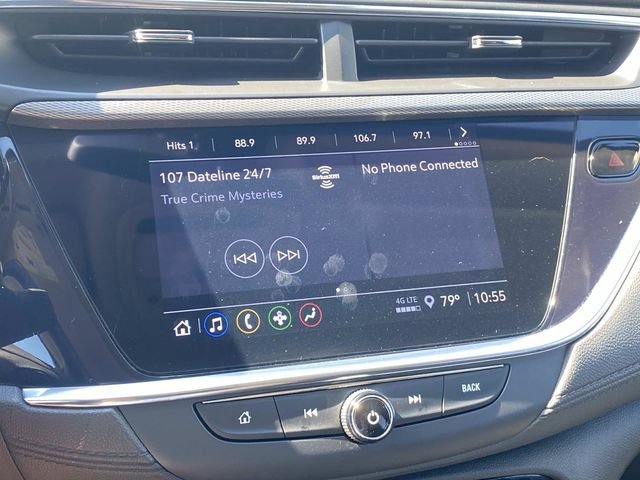 Hits 1 88.9 89.9 106.7 97.1
107 Dateline 24/7
SiriusXM
No Phone Connected
True Crime Mysteries
4G LTE 79° 10:55
BACK